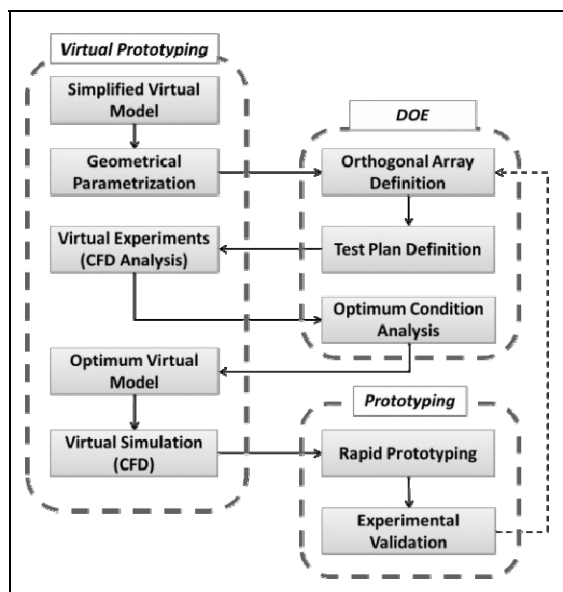 Virtual Prototyping
Simplified Virtual
Model
Geometrical
Parametrization
Virtual Experiments
(CFD Analysis)
Optimum Virtual
Model
Virtual Simulation
(CFD)
DOE
Orthogonal Array
Definition
Test Plan Definition
Optimum Condition
Analysis
Prototyping
Rapid Prototyping
Experimental
Validation